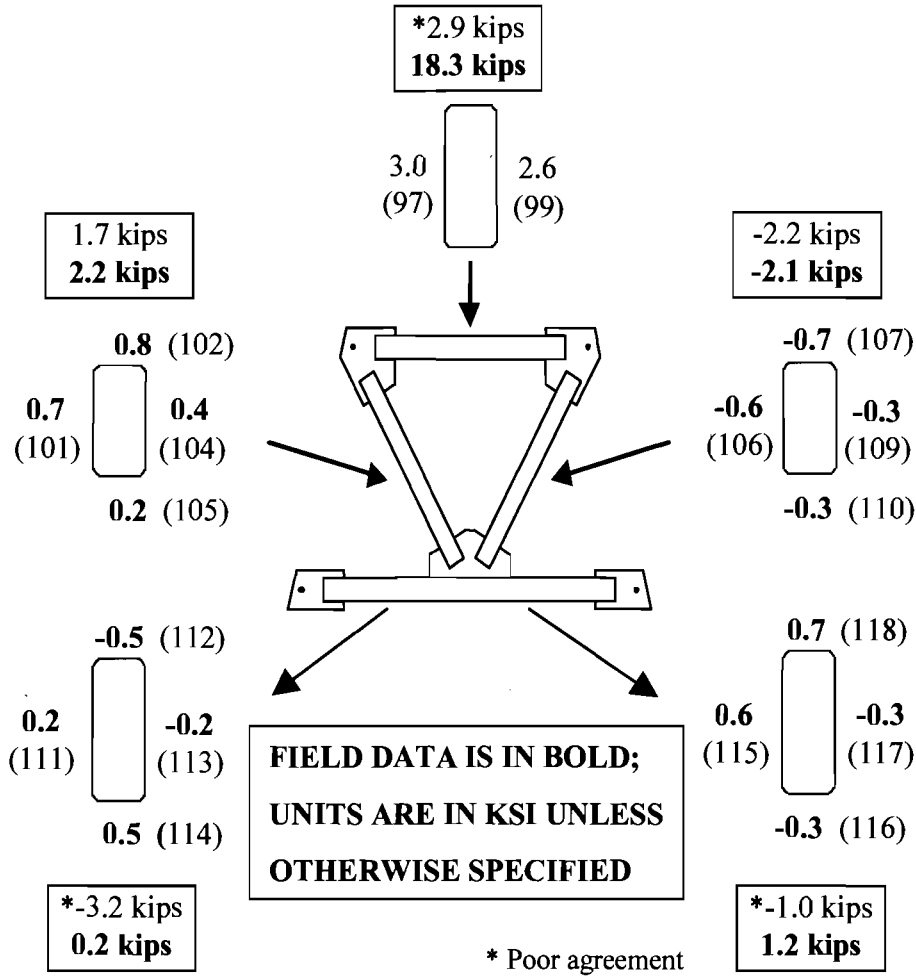 *2.9 kips
18.3 kips
3.0 2.6
(97) (99)
1.7 kips
2.2 kips
-2.2 kips
-2.1 kips
0.8 (102)
0.7 0.4
(101) (104)
0.2 (105)
-0.7 (107)
-0.6 -0.3
(106) (109)
-0.3 (110)
-0.5 (112)
0.2 -0.2
(111) (113)
0.5 (114)
*-3.2 kips
0.2 kips
FIELD DATA IS IN BOLD;
UNITS ARE IN KSI UNLESS
OTHERWISE SPECIFIED
0.7 (118)
0.6 -0.3
(115) (117)
-0.3 (116)
*-1.0 kips
1.2 kips
* Poor agreement